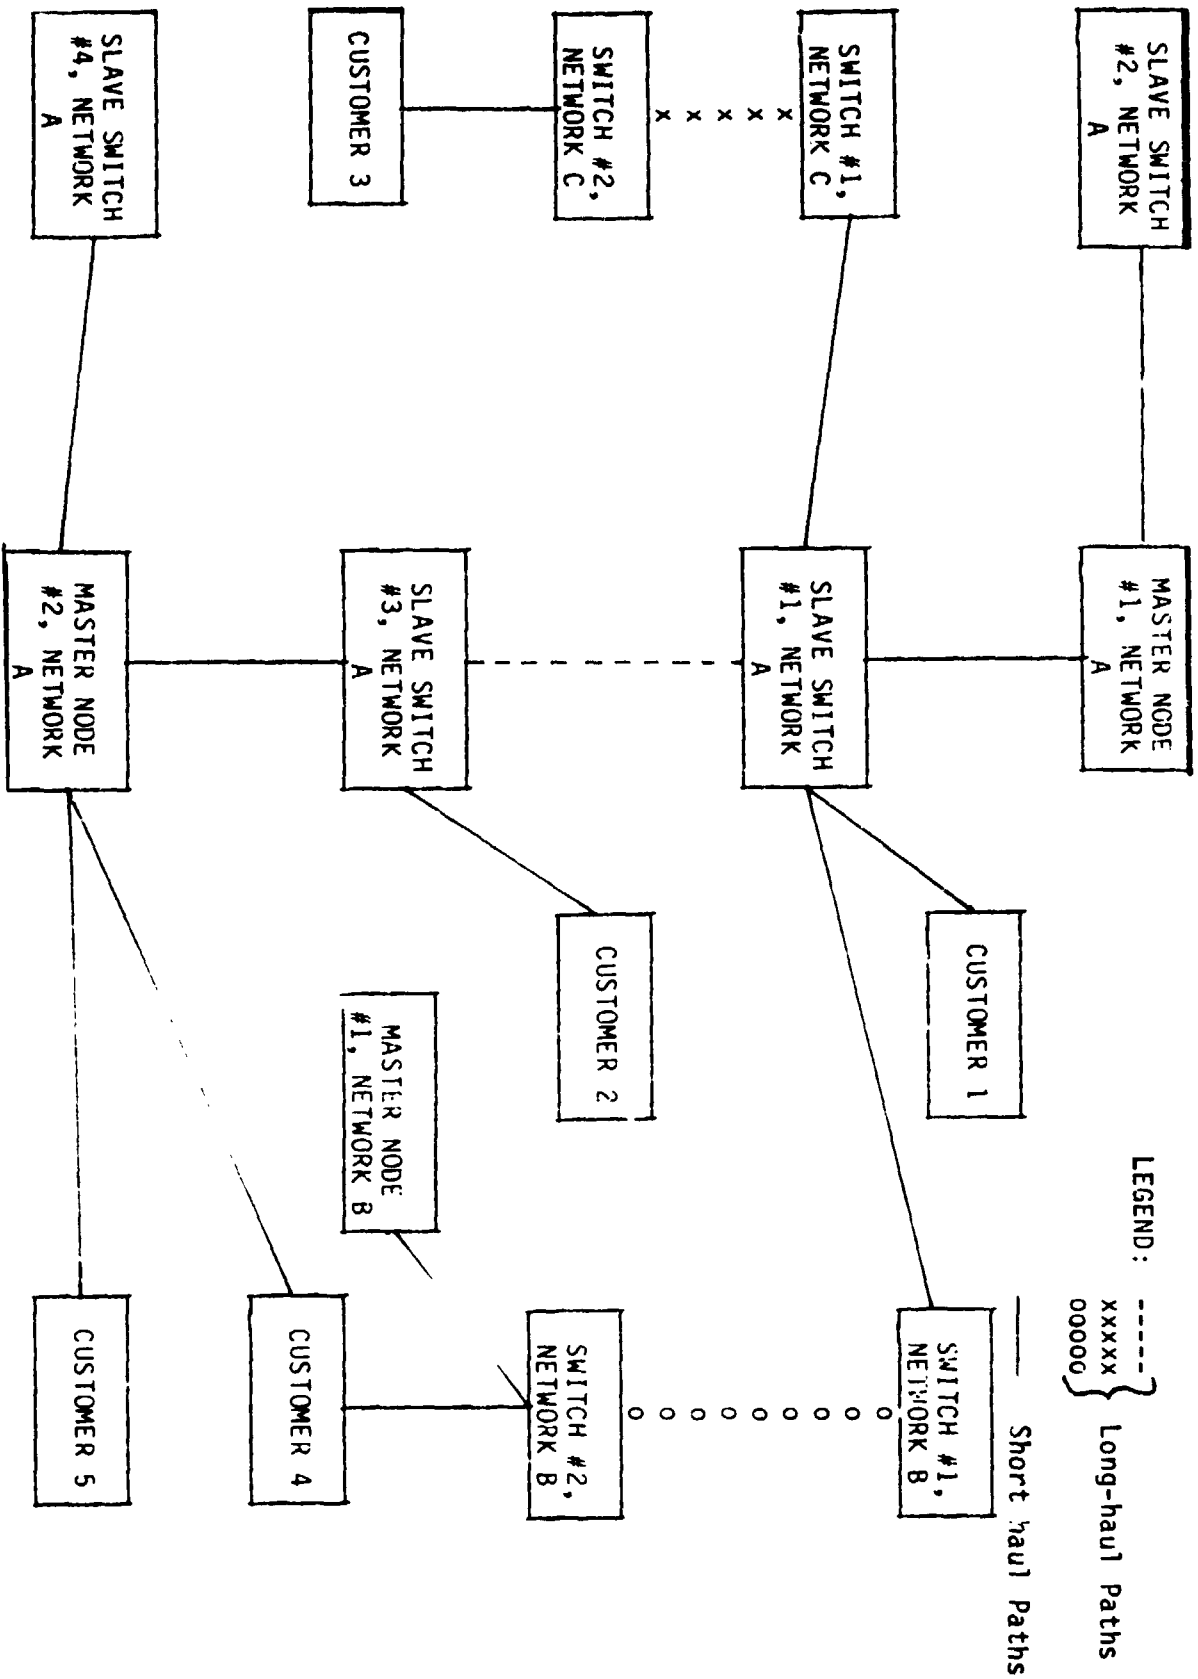 LEGEND:
-----
xxxxx
ooooo
Long-haul Paths
Short haul Paths
SLAVE SWITCH
#2, NETWORK
A
MASTER NODE
#1, NETWORK
A
CUSTOMER 1
SWITCH #1,
NETWORK C
SLAVE SWITCH
#1, NETWORK
A
SWITCH #1,
NETWORK B
x x x x x
o o o o o o o o o
SWITCH #2,
NETWORK C
CUSTOMER 2
SWITCH #2,
NETWORK B
CUSTOMER 3
SLAVE SWITCH
#3, NETWORK
A
MASTER NODE
#1, NETWORK B
CUSTOMER 4
SLAVE SWITCH
#4, NETWORK
A
MASTER NODE
#2, NETWORK
A
CUSTOMER 5